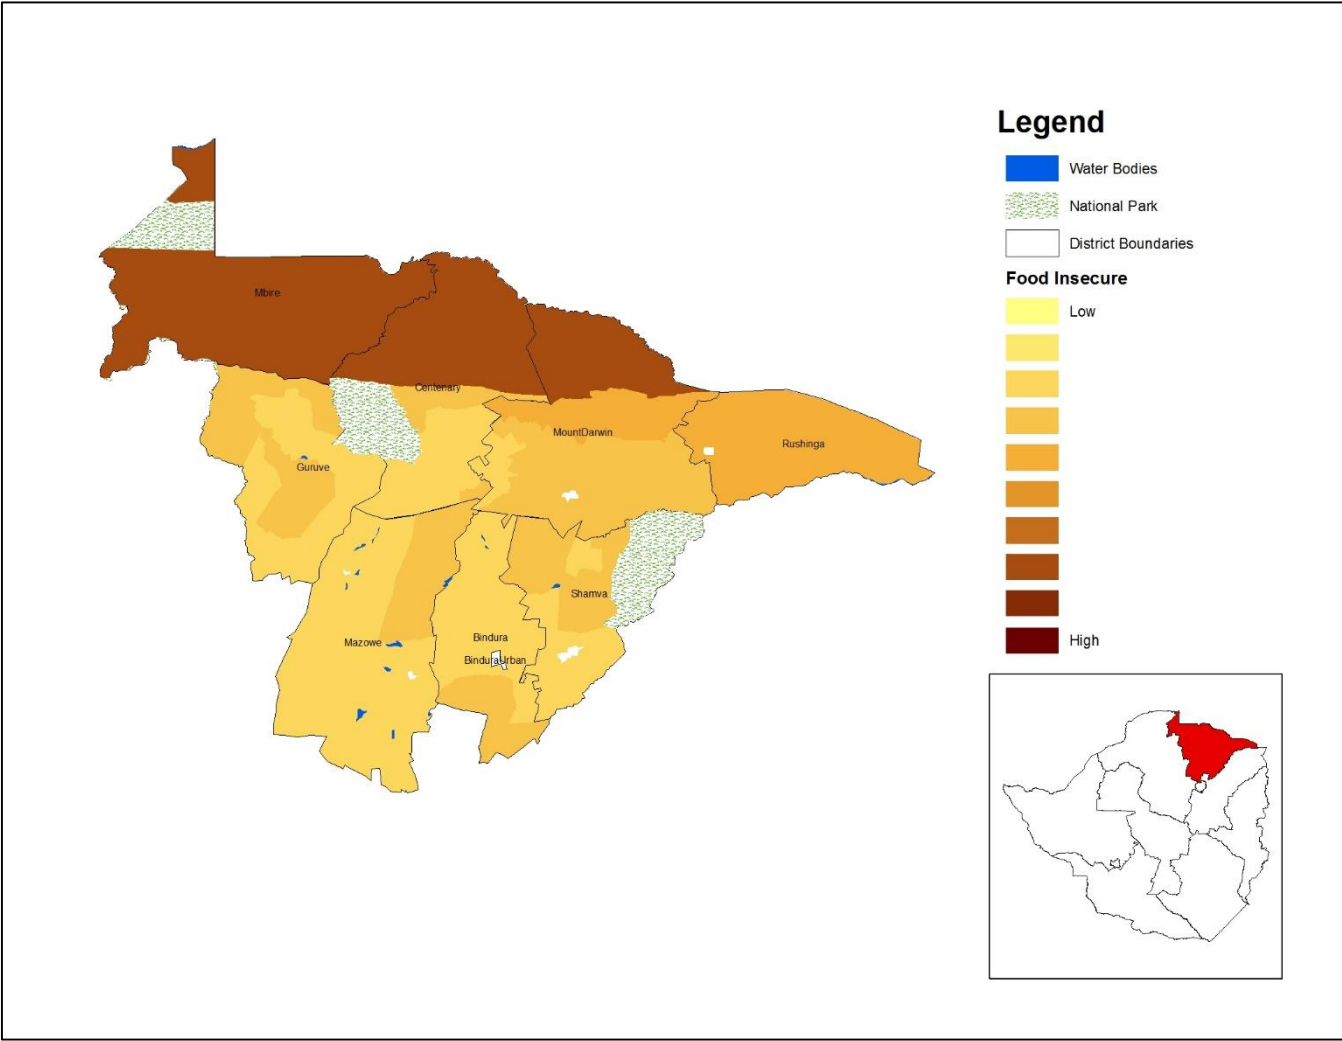 Legend
Water Bodies
National Park
District Boundaries
Food Insecure
Low
High
Mbire
Centenary
MountDarwin
Rushinga
Guruve
Shamva
Mazowe
Bindura
BinduraUrban